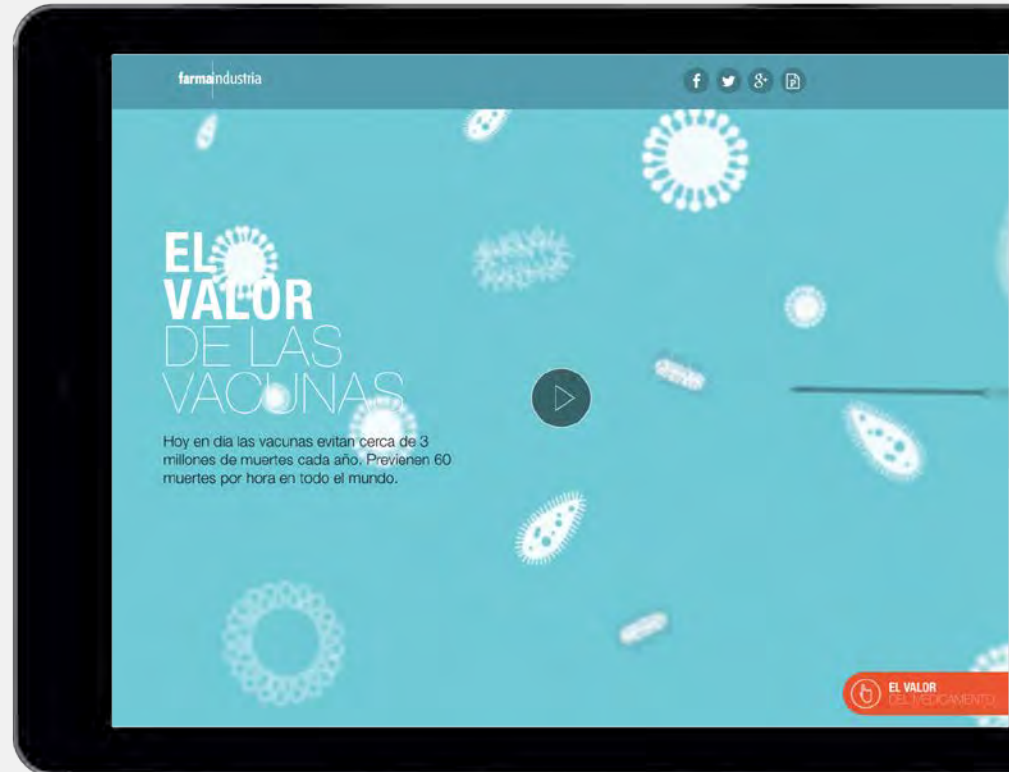 farmaindustria
EL
VALOR
DE LAS
VACUNAS
Hoy en día las vacunas evitan cerca de 3
millones de muertes cada año. Previenen 60
muertes por hora en todo el mundo.
EL VALOR
DEL MEDICAMENTO